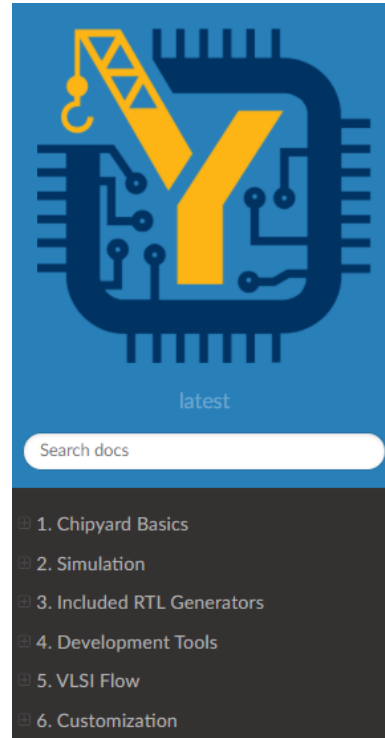 latest
Search docs
1. Chipyard Basics
2. Simulation
3. Included RTL Generators
4. Development Tools
5. VLSI Flow
6. Customization